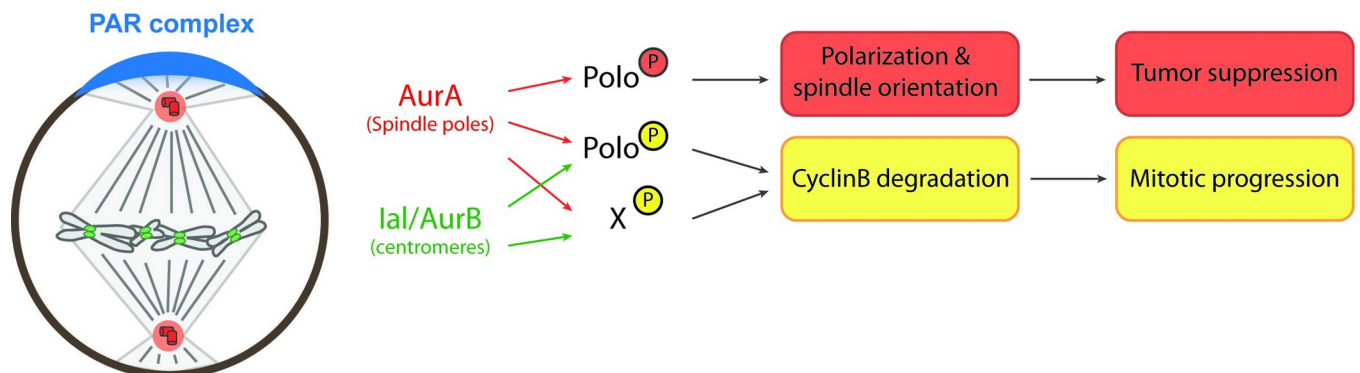 PAR complex
AurA
(Spindle poles)
Ial/AurB
(centromeres)
Polo P
Polo P
X P
Polarization &
spindle orientation
Tumor suppression
CyclinB degradation
Mitotic progression